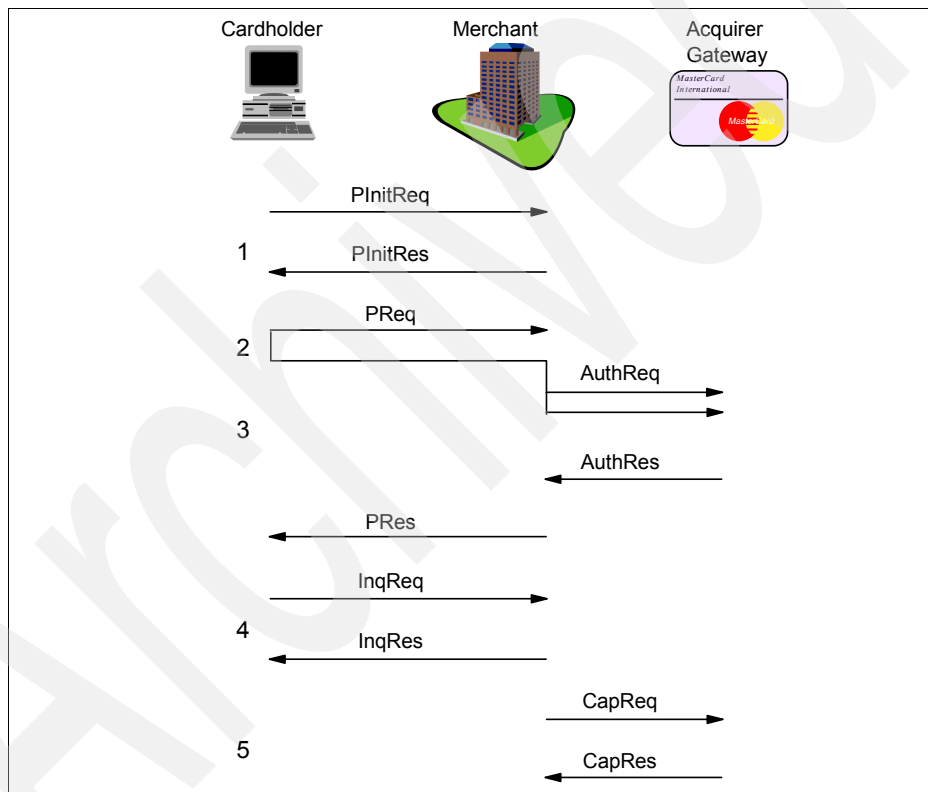 Cardholder
Merchant
Acquirer
Gateway
MasterCard
International
MasterCard
PInitReq
1
PInitRes
PReq
2
AuthReq
3
AuthRes
PRes
InqReq
4
InqRes
CapReq
5
CapRes
Archived